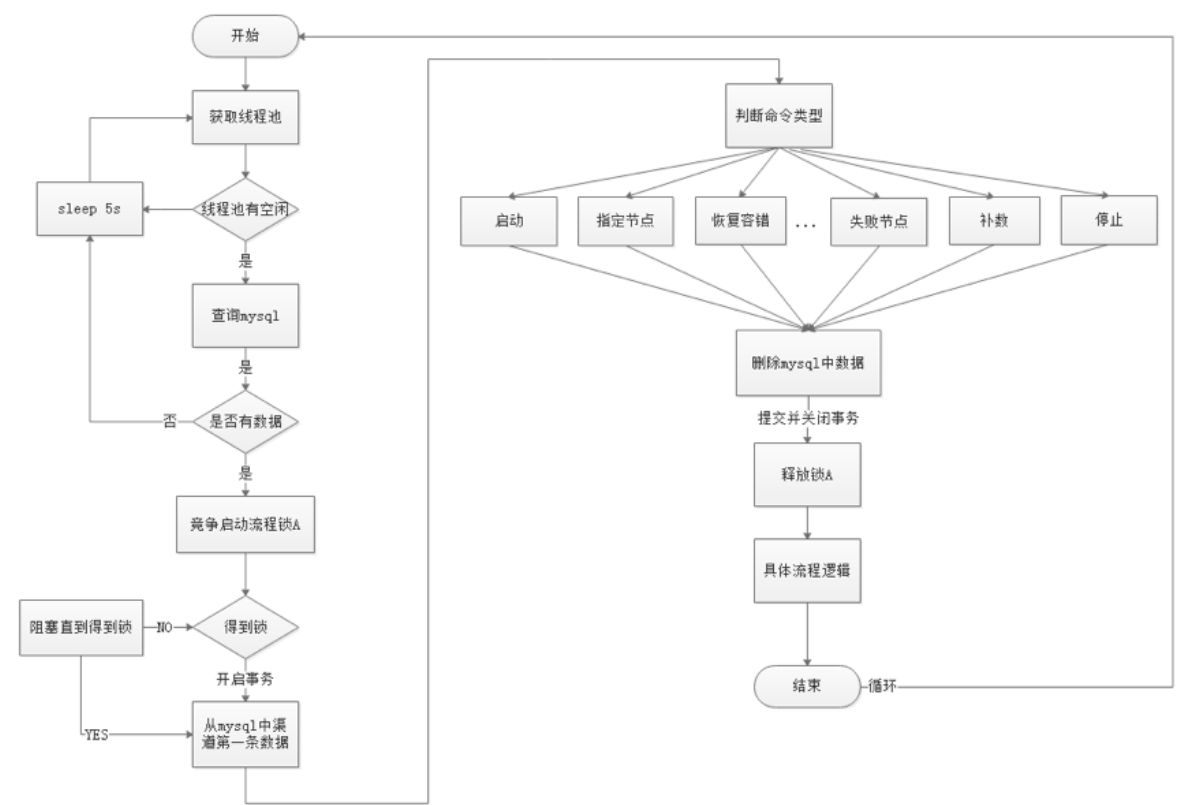 开始
获取线程池
sleep 5s
线程池有空闲
是
查询mysql
是
否
是否有数据
是
竟争启动流程锁A
阻塞直到得到锁
NO
得到锁
开启事务
YES
从mysql中渠
道第一条数据
判断命令类型
启动
指定节点
恢复容错
...
失败节点
补数
停止
删除mysql中数据
提交并关闭事务
释放锁A
具体流程逻辑
结束
循环